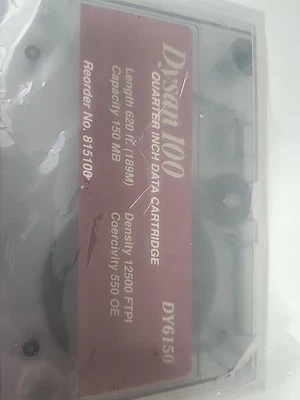 Dysan 100
QUARTER INCH DATA CARTRIDGE
DY6150
Length 620 ft. (189M)
Capacity 150 MB
Density 12500 FTPI
Coercivity 550 OE
Reorder No. 815100